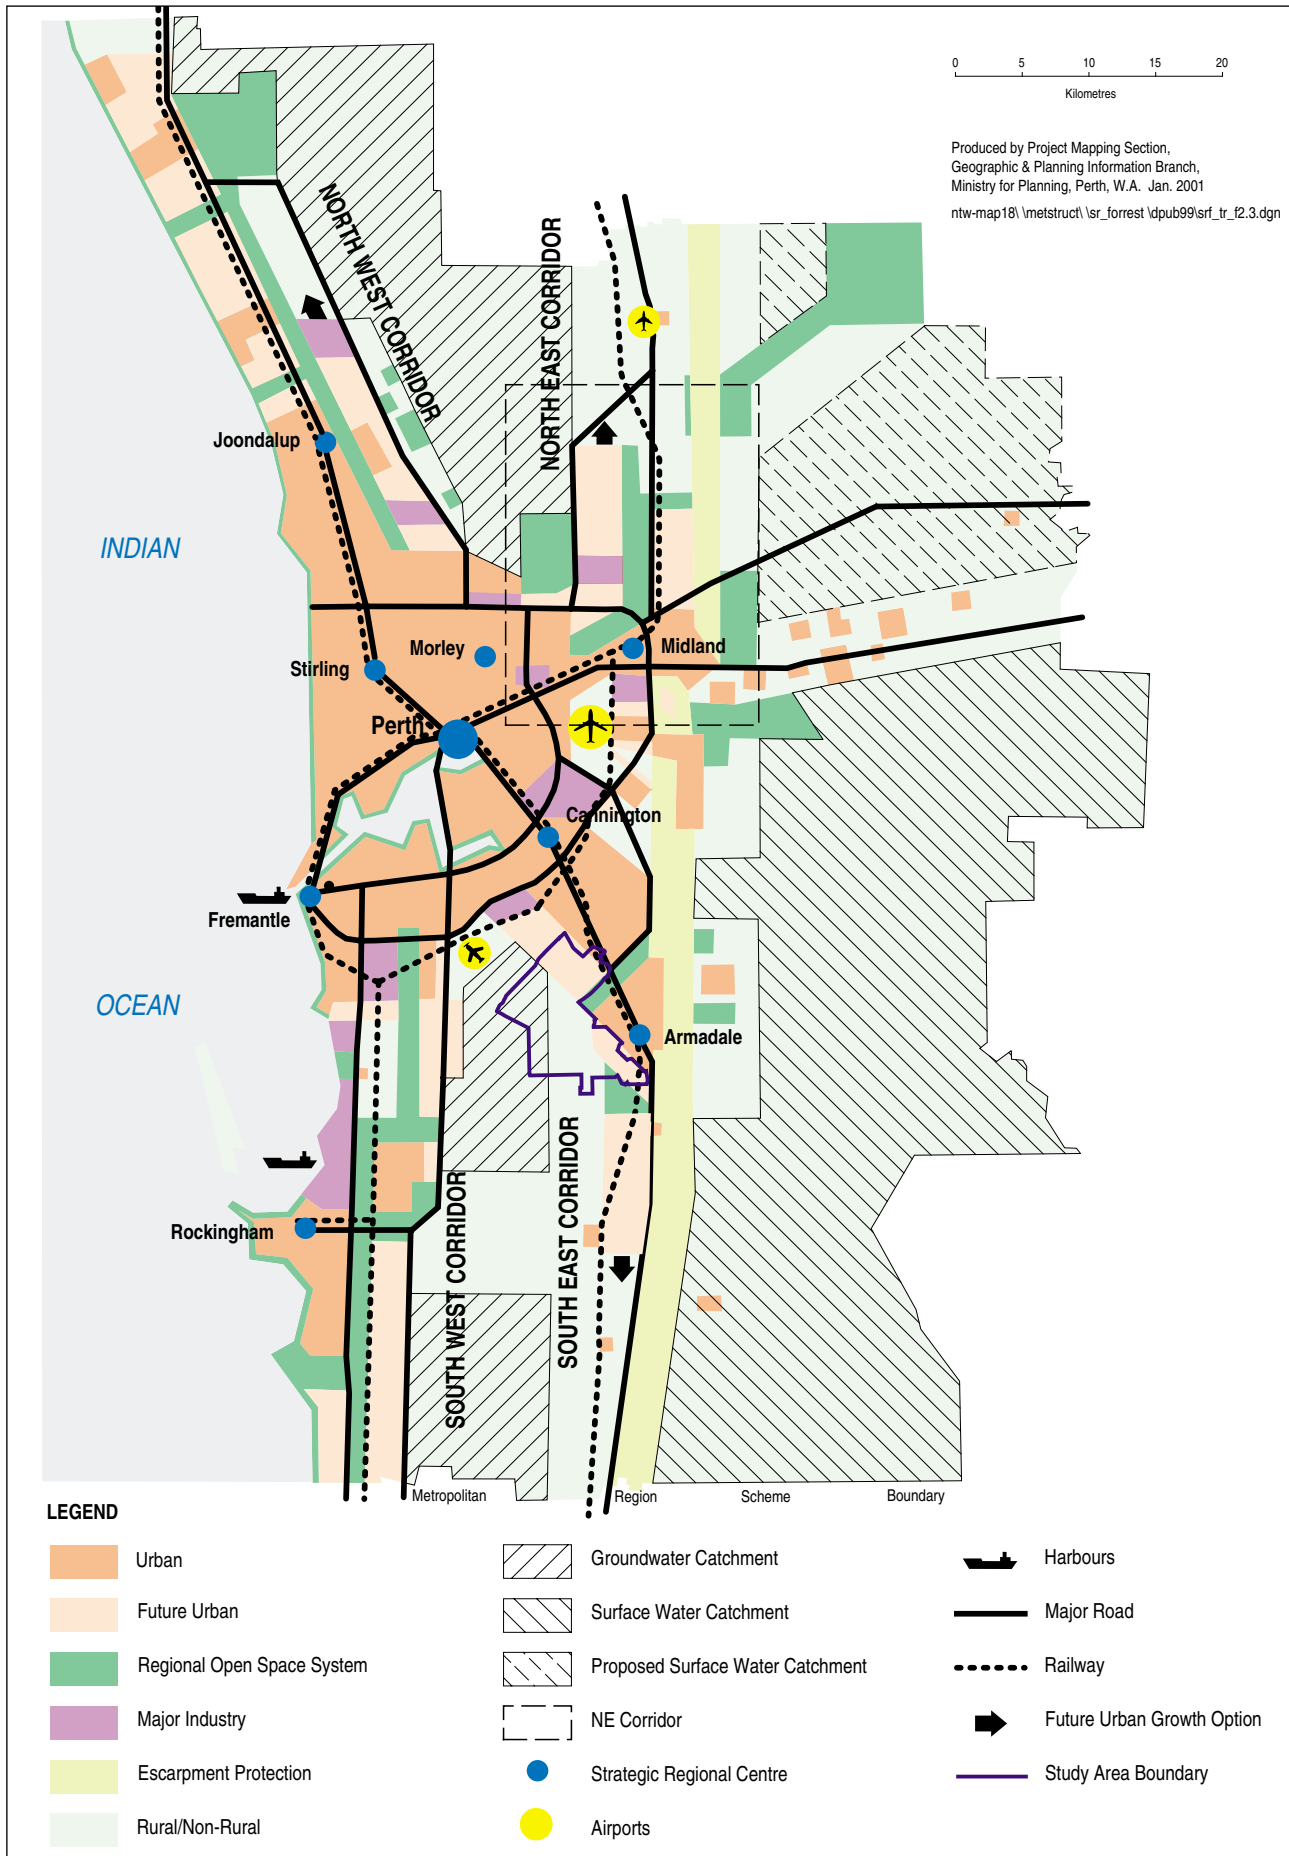 0 5 10 15 20
Kilometres
Produced by Project Mapping Section,
Geographic & Planning Information Branch,
Ministry for Planning, Perth, W.A. Jan. 2001
ntw-map18\ \metstruct\ \sr_forrest \dpub99\srf_tr_f2.3.dgn
NORTH WEST CORRIDOR
NORTH EAST CORRIDOR
Joondalup
INDIAN
Morley
Midland
Stirling
Perth
Cannington
Fremantle
OCEAN
Armadale
Rockingham
SOUTH WEST CORRIDOR
SOUTH EAST CORRIDOR
Metropolitan Region Scheme Boundary
LEGEND
Urban
Future Urban
Regional Open Space System
Major Industry
Escarpment Protection
Rural/Non-Rural
Groundwater Catchment
Surface Water Catchment
Proposed Surface Water Catchment
NE Corridor
Strategic Regional Centre
Airports
Harbours
Major Road
Railway
Future Urban Growth Option
Study Area Boundary